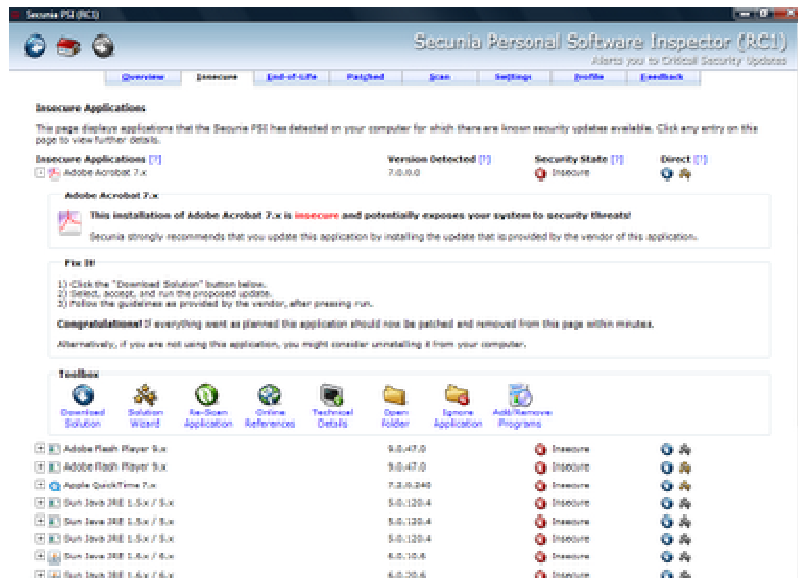 Secunia PSI (RC1)
Secunia Personal Software Inspector (RC1)
Alerts you to Critical Security Updates
Overview Insecure End-of-Life Patched Scan Settings Profile Feedback
Insecure Applications
This page displays applications that the Secunia PSI has detected on your computer for which there are known security updates available. Click any entry on this
page to view further details.
Insecure Applications [?] Version Detected [?] Security State [?] Direct [?]
Adobe Acrobat 7.x 7.0.0.0 Insecure
Adobe Acrobat 7.x
This installation of Adobe Acrobat 7.x is insecure and potentially exposes your system to security threats!
Secunia strongly recommends that you update this application by installing the update that is provided by the vendor of this application.
Fix It!
1) Click the "Download Solution" button below.
2) Select, accept, and run the proposed update.
3) Follow the guidelines as provided by the vendor, after pressing run.
Congratulations! If everything went as planned this application should now be patched and removed from this page within minutes.
Alternatively, if you are not using this application, you might consider uninstalling it from your computer.
Toolbox
Download Solution Re-Scan Online Technical Open Ignore Add/Remove
Solution Wizard Application References Details Folder Application Programs
Adobe Flash Player 9.x 9.0.47.0 Insecure
Adobe Flash Player 9.x 9.0.47.0 Insecure
Apple QuickTime 7.x 7.2.0.240 Insecure
Sun Java JRE 1.5.x / 5.x 5.0.120.4 Insecure
Sun Java JRE 1.5.x / 5.x 5.0.120.4 Insecure
Sun Java JRE 1.5.x / 5.x 5.0.120.4 Insecure
Sun Java JRE 1.6.x / 6.x 6.0.10.6 Insecure
Sun Java JRE 1.6.x / 6.x 6.0.20.6 Insecure